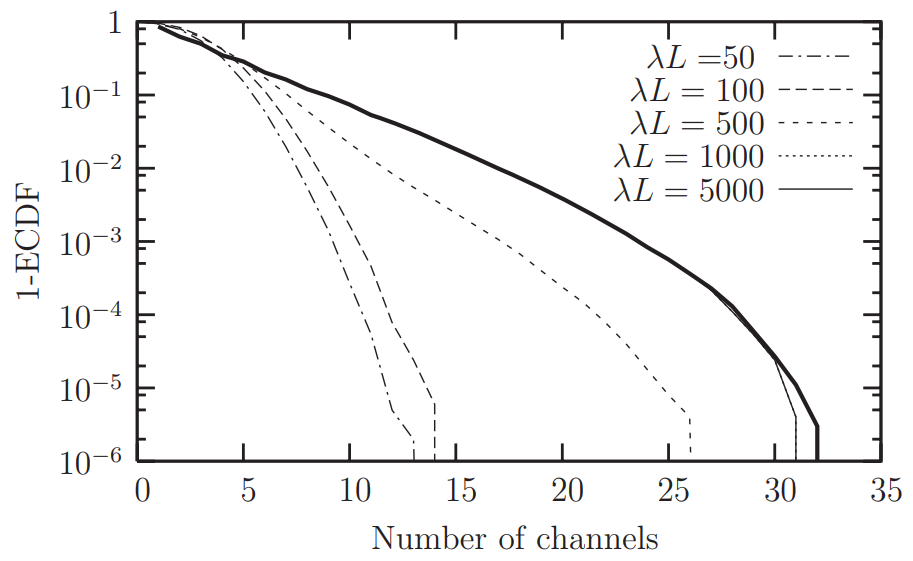 1
10⁻¹
10⁻²
10⁻³
10⁻⁴
10⁻⁵
10⁻⁶
1-ECDF
λL =50
λL = 100
λL = 500
λL = 1000
λL = 5000
0 5 10 15 20 25 30 35
Number of channels